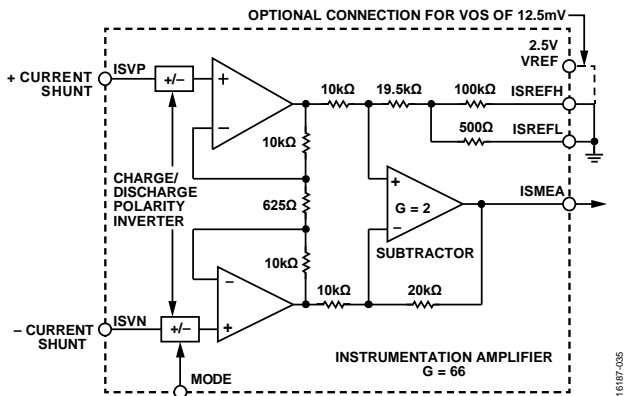 OPTIONAL CONNECTION FOR VOS OF 12.5mV
2.5V
VREF
+ CURRENT
SHUNT
ISVP
+/–
+
–
10kΩ
19.5kΩ
100kΩ
ISREFH
500Ω
ISREFL
10kΩ
CHARGE/
DISCHARGE
POLARITY
INVERTER
625Ω
+
G = 2
–
ISMEA
SUBTRACTOR
10kΩ
–
+
10kΩ
20kΩ
– CURRENT
SHUNT
ISVN
+/–
INSTRUMENTATION AMPLIFIER
G = 66
MODE
16187-035